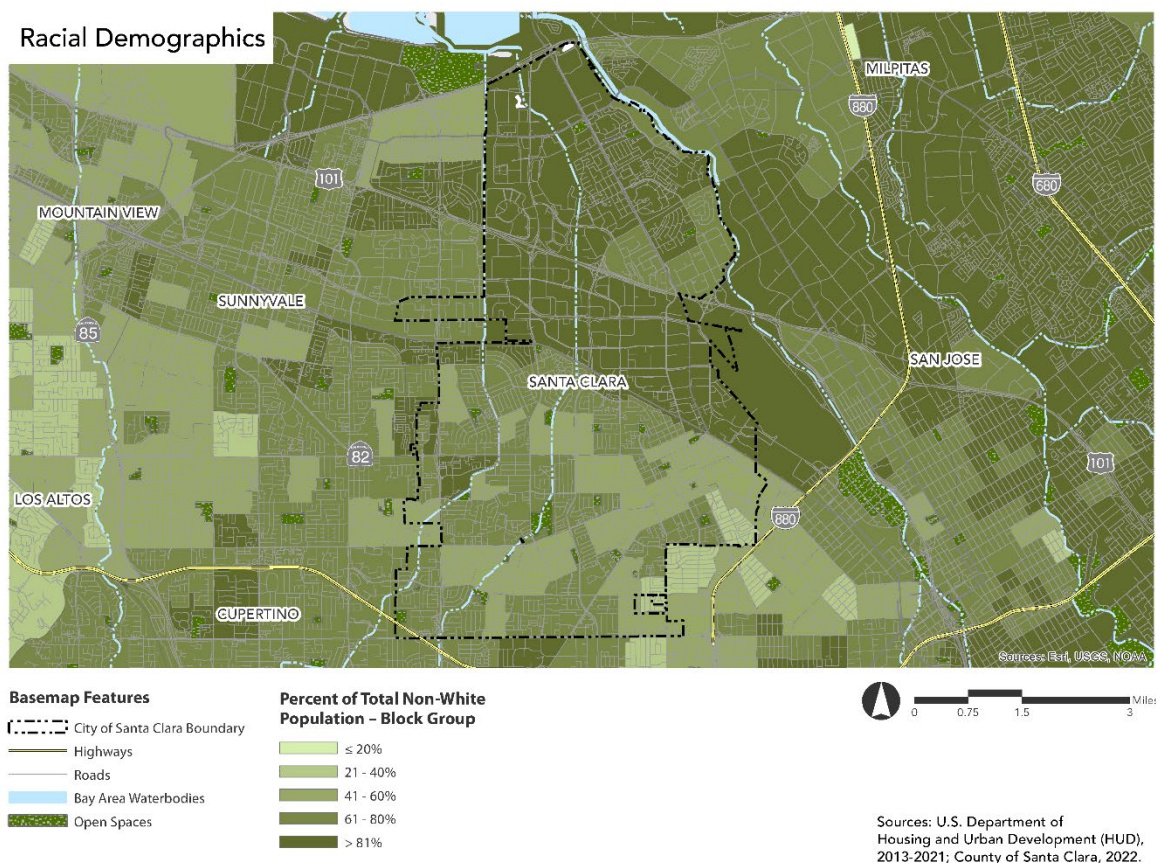 Racial Demographics
MILPITAS
880
680
101
MOUNTAIN VIEW
SUNNYVALE
85
SANTA CLARA
SAN JOSE
82
101
LOS ALTOS
880
CUPERTINO
Sources: Esri, USGS, NOAA
Basemap Features
City of Santa Clara Boundary
Highways
Roads
Bay Area Waterbodies
Open Spaces
Percent of Total Non-White
Population – Block Group
≤ 20%
21 - 40%
41 - 60%
61 - 80%
> 81%
Miles
0 0.75 1.5 3
Sources: U.S. Department of
Housing and Urban Development (HUD),
2013-2021; County of Santa Clara, 2022.